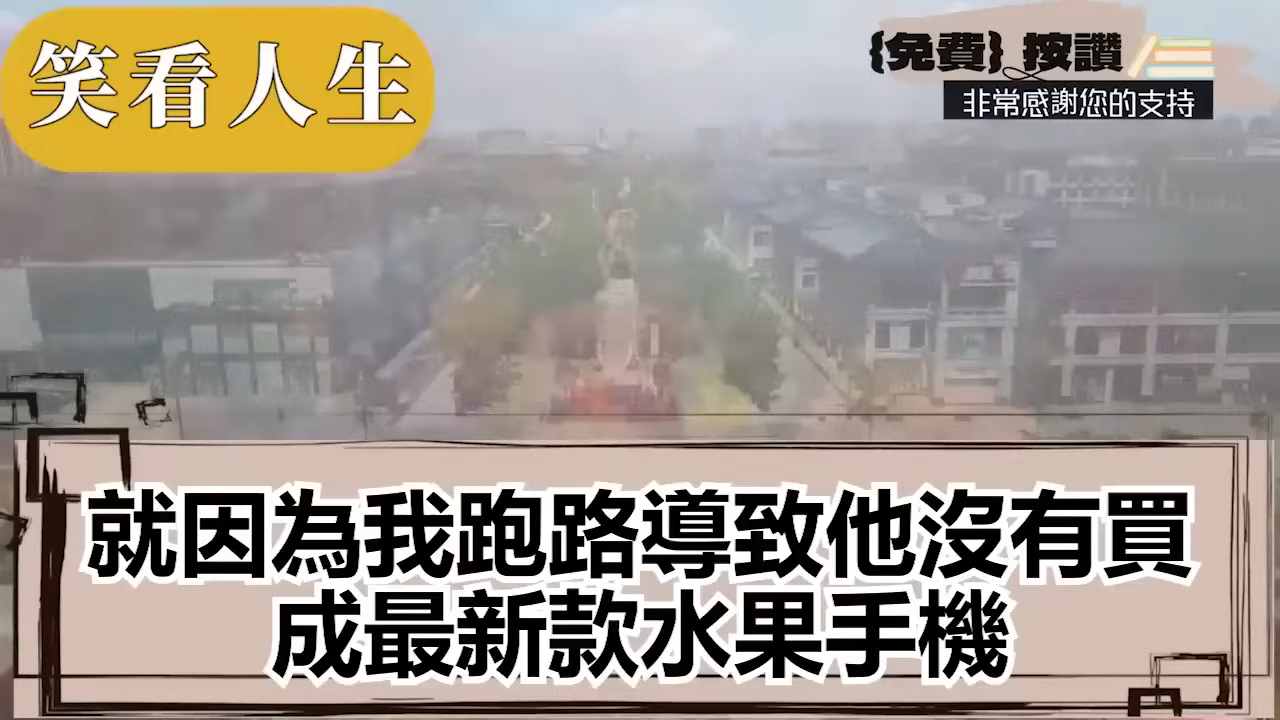 笑看人生
{免費} 按讚
非常感謝您的支持
就因為我跑路導致他沒有買
成最新款水果手機